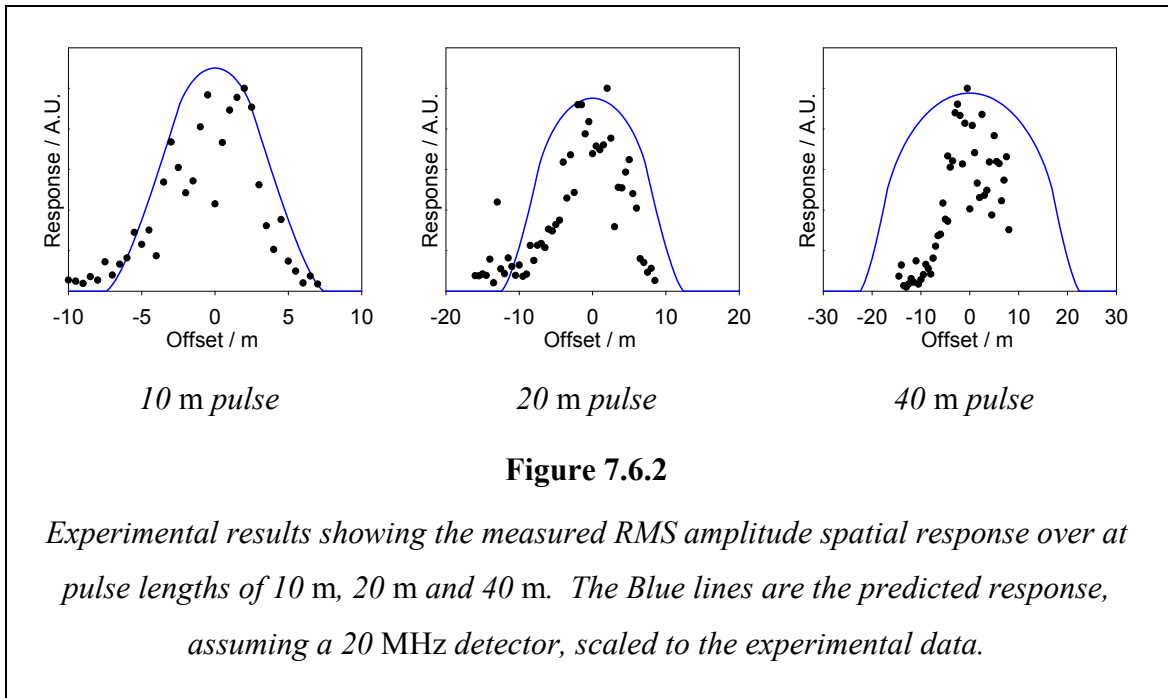 Response / A.U.
-10 -5 0 5 10
Offset / m
10 m pulse
Response / A.U.
-20 -10 0 10 20
Offset / m
20 m pulse
Response / A.U.
-30 -20 -10 0 10 20 30
Offset / m
40 m pulse
Figure 7.6.2
Experimental results showing the measured RMS amplitude spatial response over at
pulse lengths of 10 m, 20 m and 40 m. The Blue lines are the predicted response,
assuming a 20 MHz detector, scaled to the experimental data.